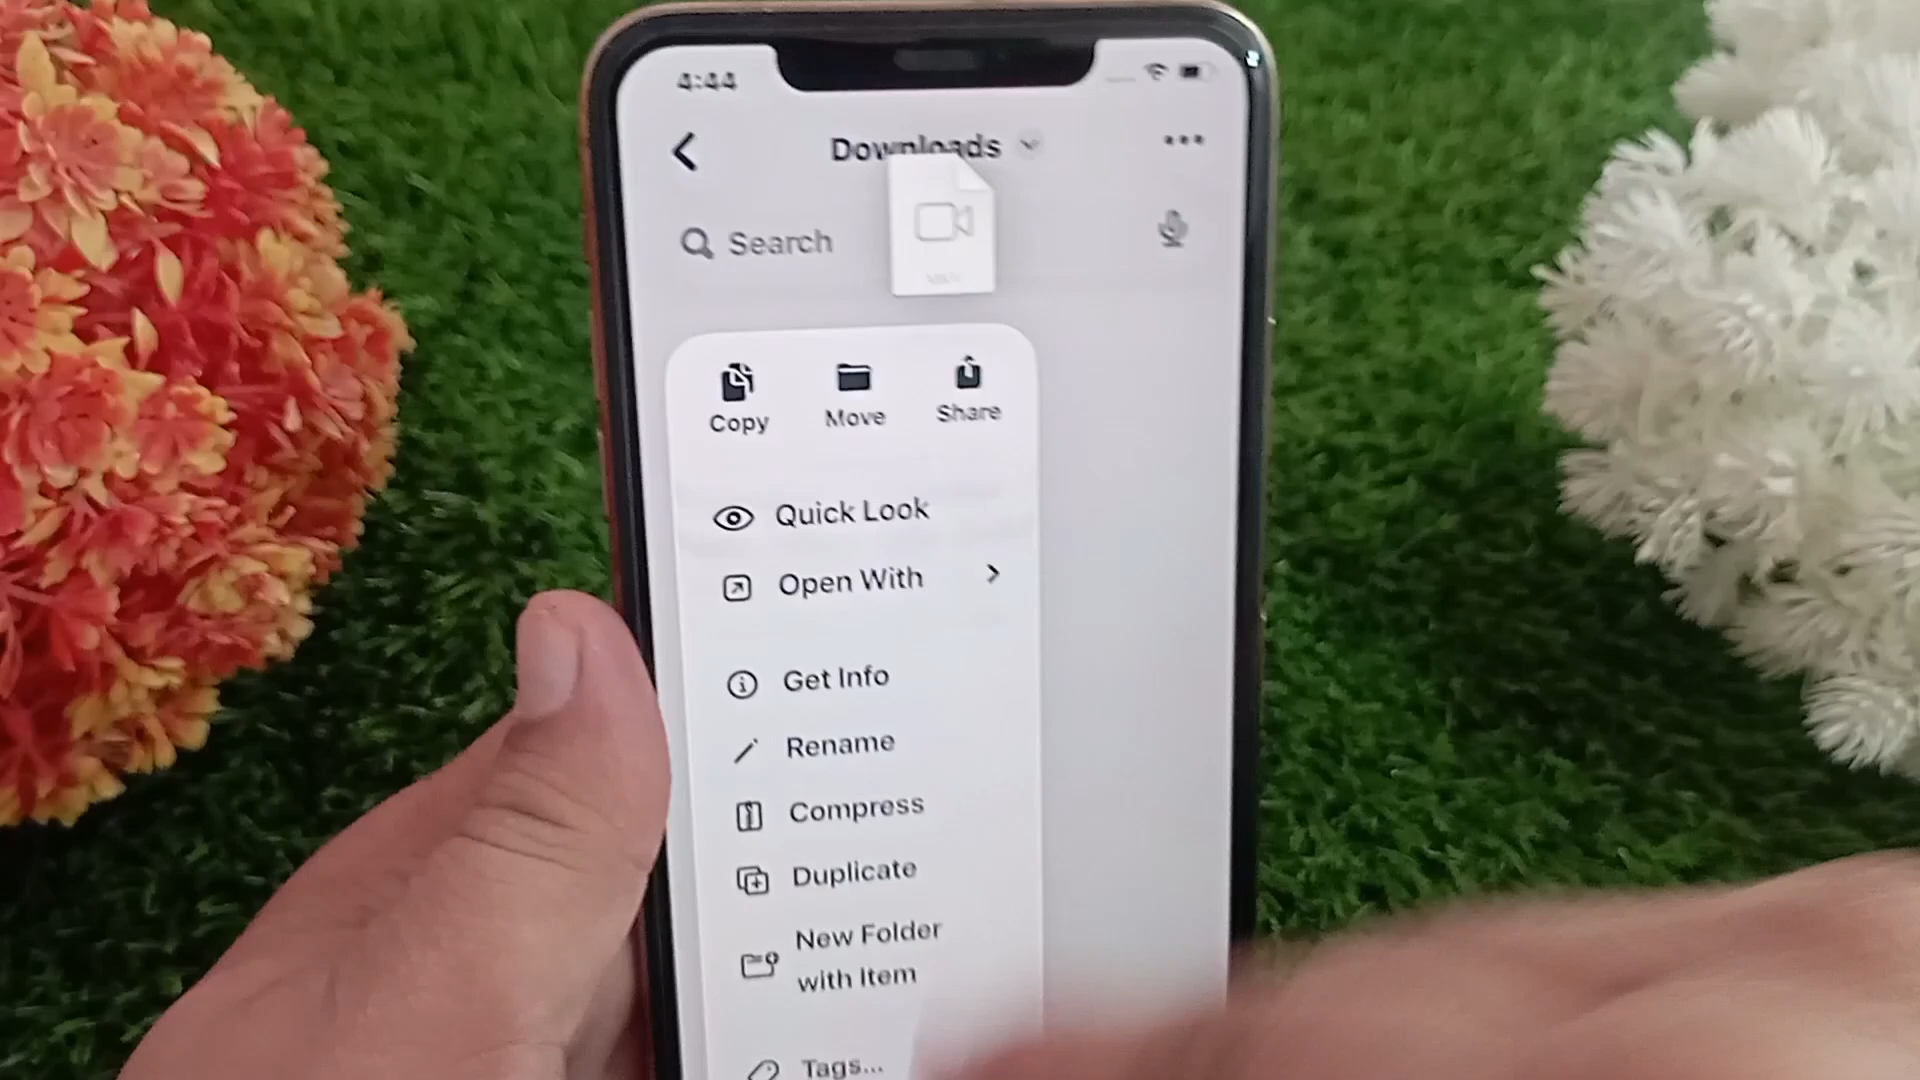 4:44
Downloads
Search
Copy Move Share
Quick Look
Open With
Get Info
Rename
Compress
Duplicate
New Folder
with Item
Tags...